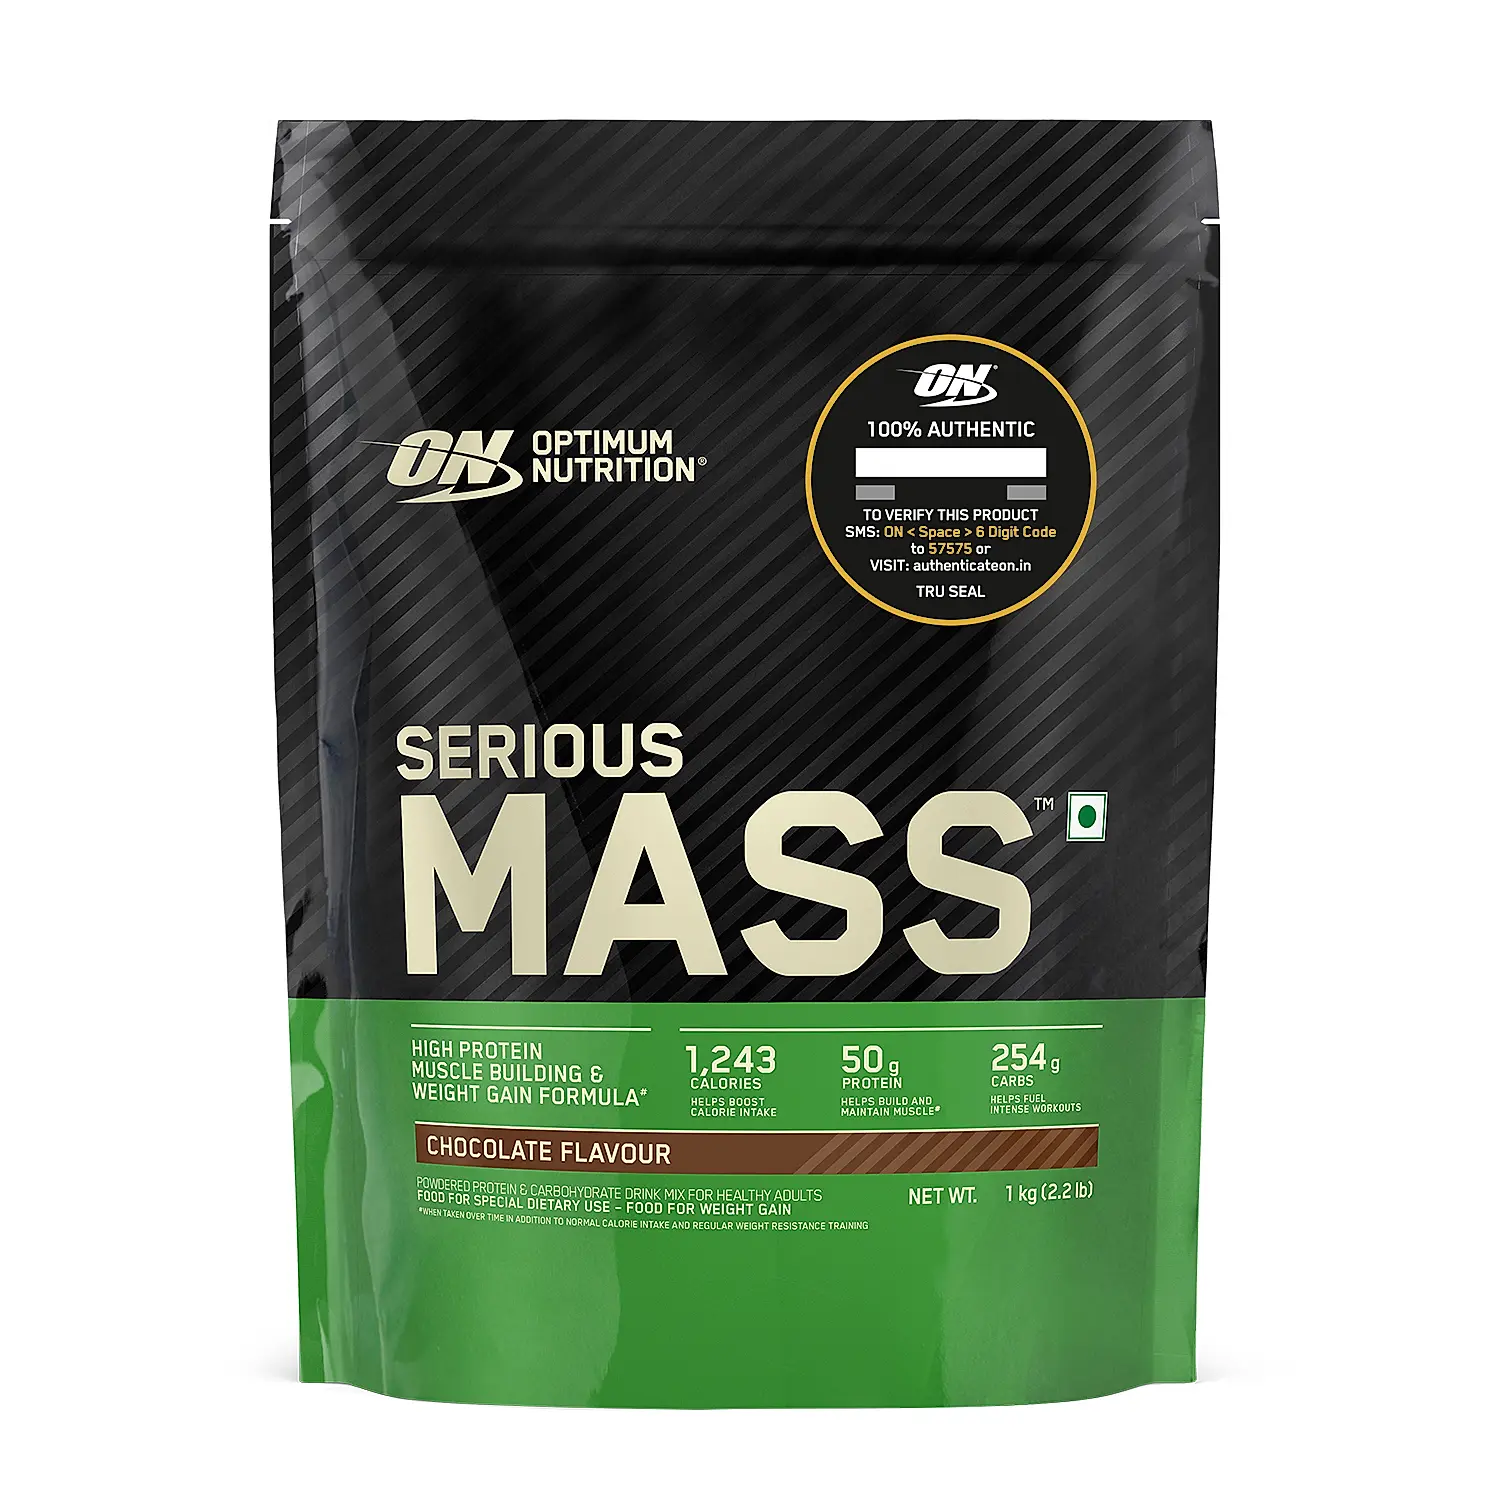 ON
100% AUTHENTIC
TO VERIFY THIS PRODUCT
SMS: ON < Space > 6 Digit Code
to 57575 or
VISIT: authenticateon.in
TRU SEAL
ON OPTIMUM
NUTRITION®
SERIOUS
MASS™
HIGH PROTEIN
MUSCLE BUILDING &
WEIGHT GAIN FORMULA#
1,243
CALORIES
HELPS BOOST
CALORIE INTAKE
50 g
PROTEIN
HELPS BUILD AND
MAINTAIN MUSCLE#
254 g
CARBS
HELPS FUEL
INTENSE WORKOUTS
CHOCOLATE FLAVOUR
POWDERED PROTEIN & CARBOHYDRATE DRINK MIX FOR HEALTHY ADULTS
FOOD FOR SPECIAL DIETARY USE – FOOD FOR WEIGHT GAIN
#WHEN TAKEN OVER TIME IN ADDITION TO NORMAL CALORIE INTAKE AND REGULAR WEIGHT RESISTANCE TRAINING
NET WT. 1 kg (2.2 lb)